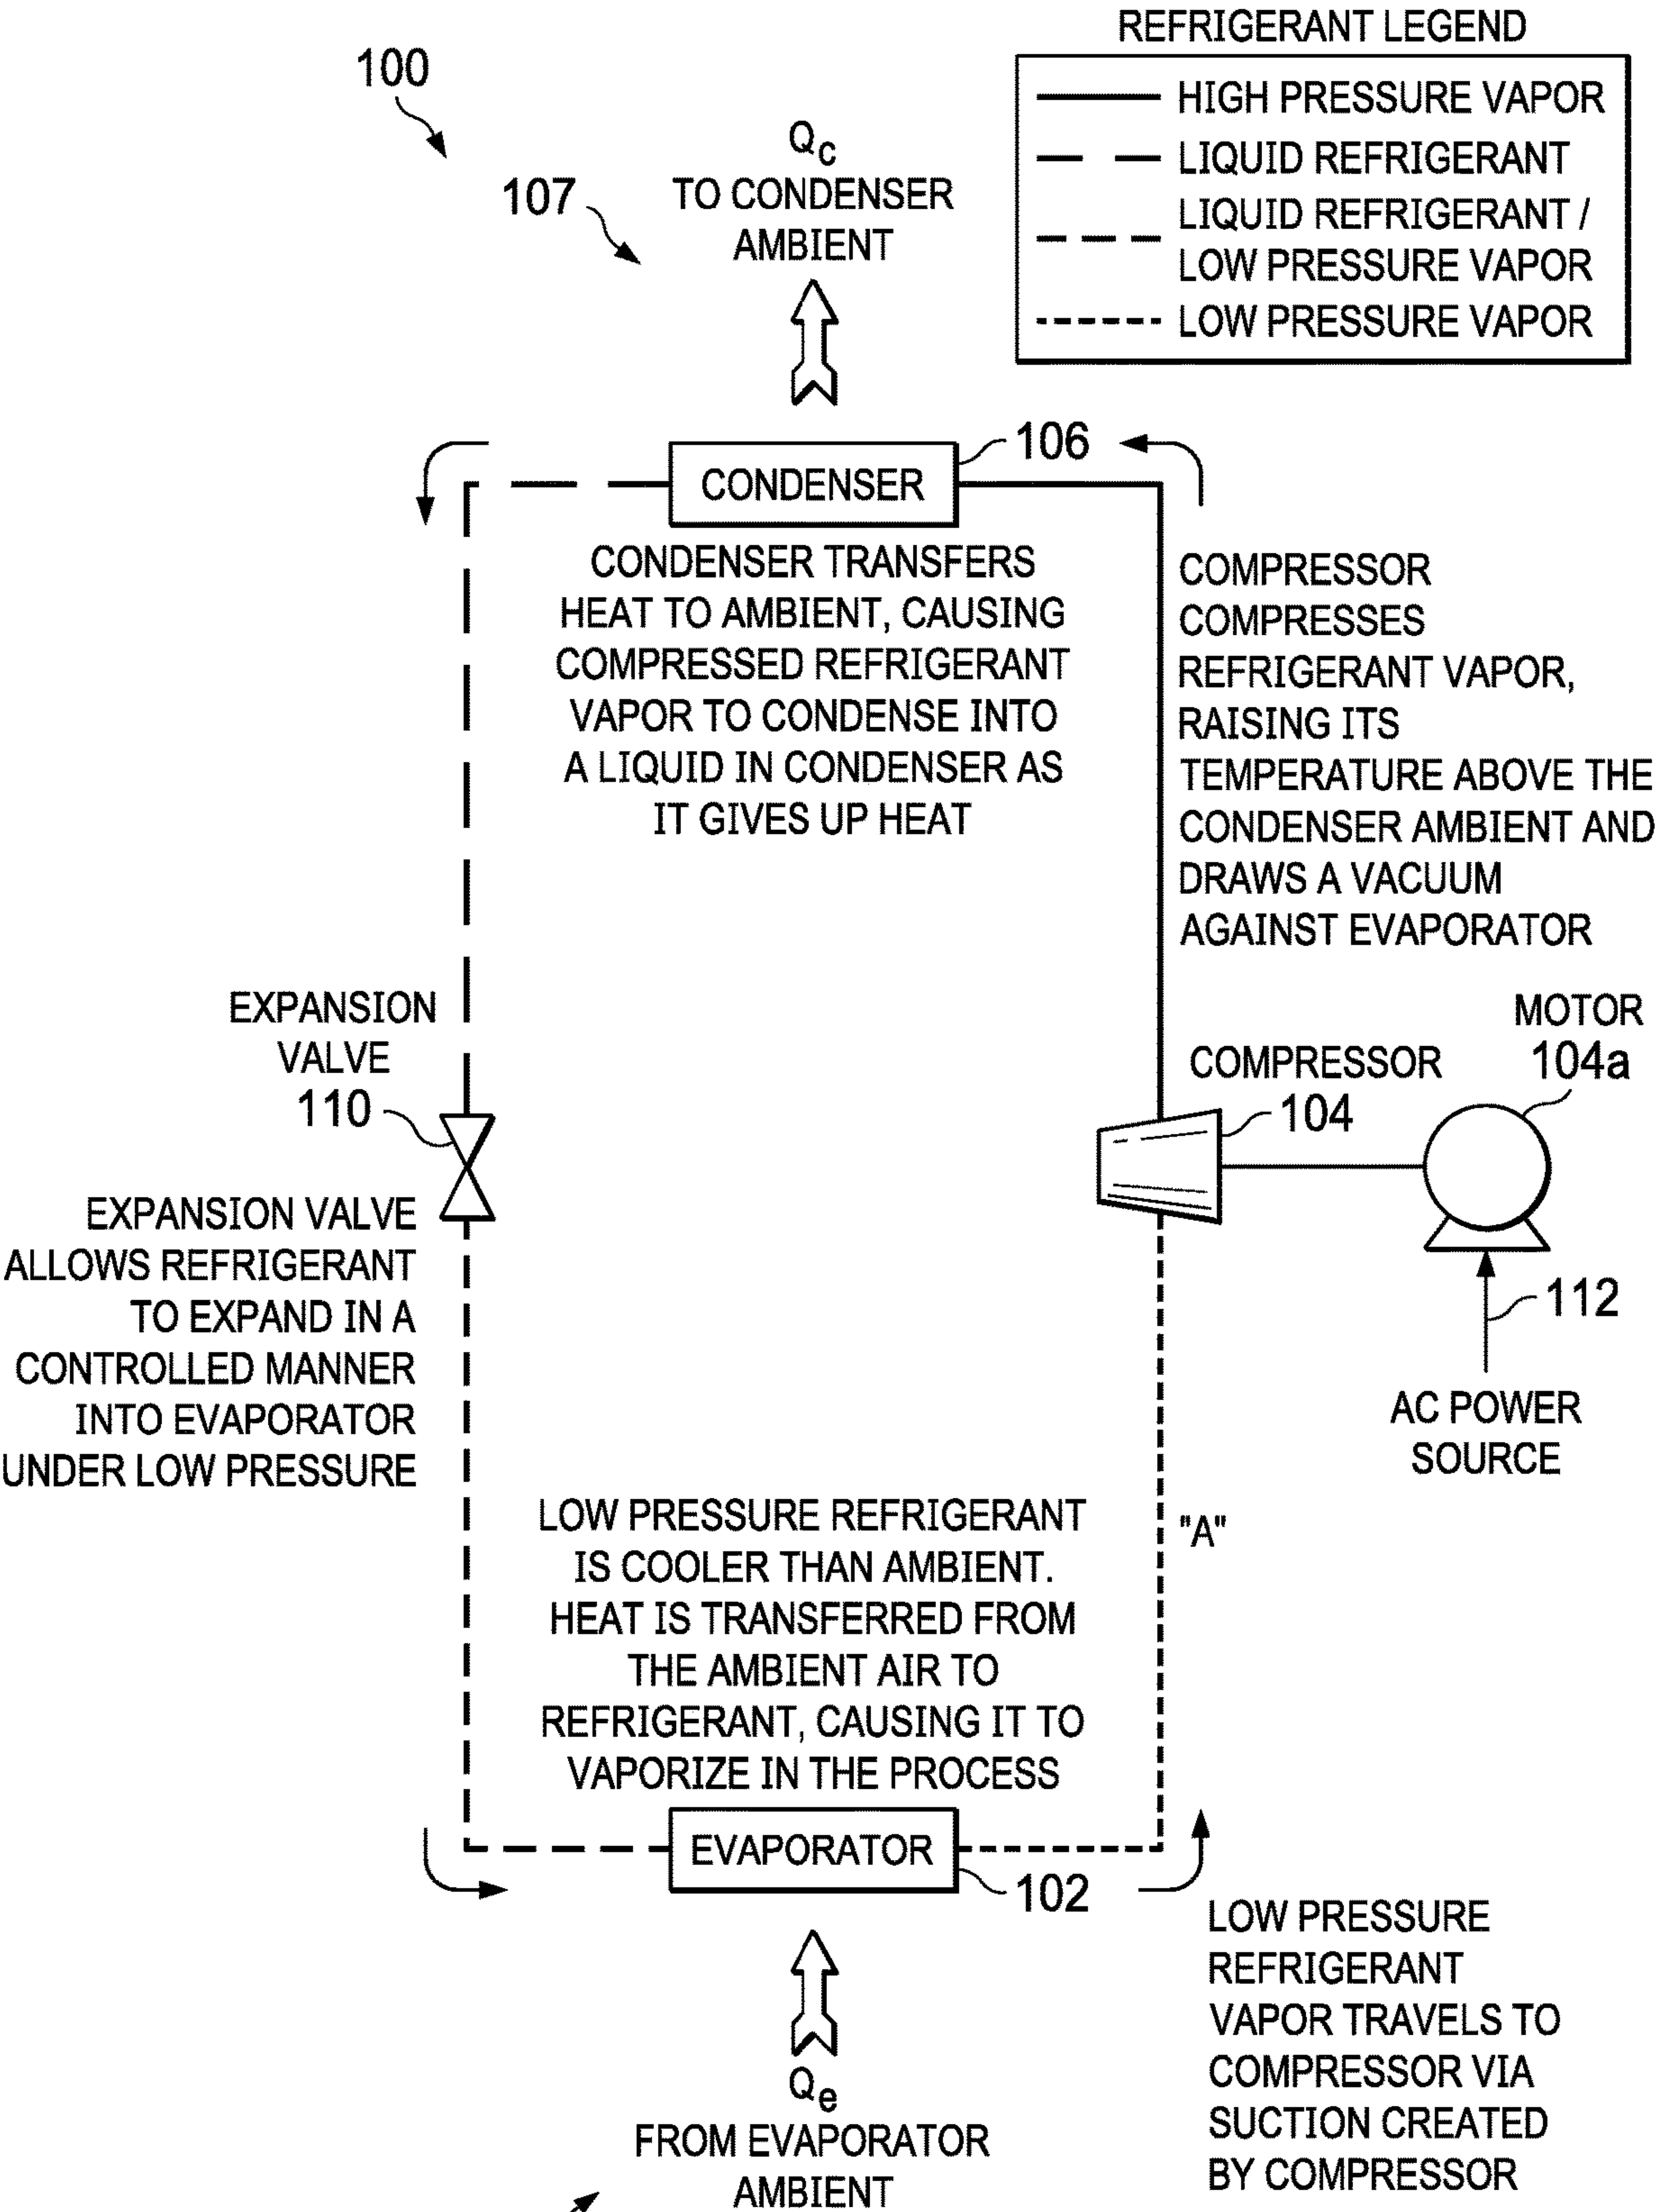 REFRIGERANT LEGEND
HIGH PRESSURE VAPOR
LIQUID REFRIGERANT
LIQUID REFRIGERANT /
LOW PRESSURE VAPOR
LOW PRESSURE VAPOR
100
107
Qc
TO CONDENSER
AMBIENT
106
CONDENSER
CONDENSER TRANSFERS
HEAT TO AMBIENT, CAUSING
COMPRESSED REFRIGERANT
VAPOR TO CONDENSE INTO
A LIQUID IN CONDENSER AS
IT GIVES UP HEAT
COMPRESSOR
COMPRESSES
REFRIGERANT VAPOR,
RAISING ITS
TEMPERATURE ABOVE THE
CONDENSER AMBIENT AND
DRAWS A VACUUM
AGAINST EVAPORATOR
EXPANSION
VALVE
110
COMPRESSOR
104
MOTOR
104a
EXPANSION VALVE
ALLOWS REFRIGERANT
TO EXPAND IN A
CONTROLLED MANNER
INTO EVAPORATOR
UNDER LOW PRESSURE
112
AC POWER
SOURCE
"A"
LOW PRESSURE REFRIGERANT
IS COOLER THAN AMBIENT.
HEAT IS TRANSFERRED FROM
THE AMBIENT AIR TO
REFRIGERANT, CAUSING IT TO
VAPORIZE IN THE PROCESS
EVAPORATOR
102
LOW PRESSURE
REFRIGERANT
VAPOR TRAVELS TO
COMPRESSOR VIA
SUCTION CREATED
BY COMPRESSOR
Qe
FROM EVAPORATOR
AMBIENT